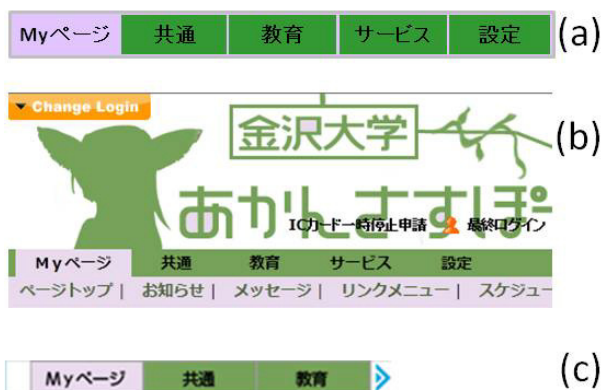 Myページ 共通 教育 サービス 設定 (a)
Change Login
金沢大学
(b)
あかんさすぽー
ICカード一時停止申請 最終ログイン
Myページ 共通 教育 サービス 設定
ページトップ | お知らせ | メッセージ | リンクメニュー | スケジュー
Myページ 共通 教育 (c)